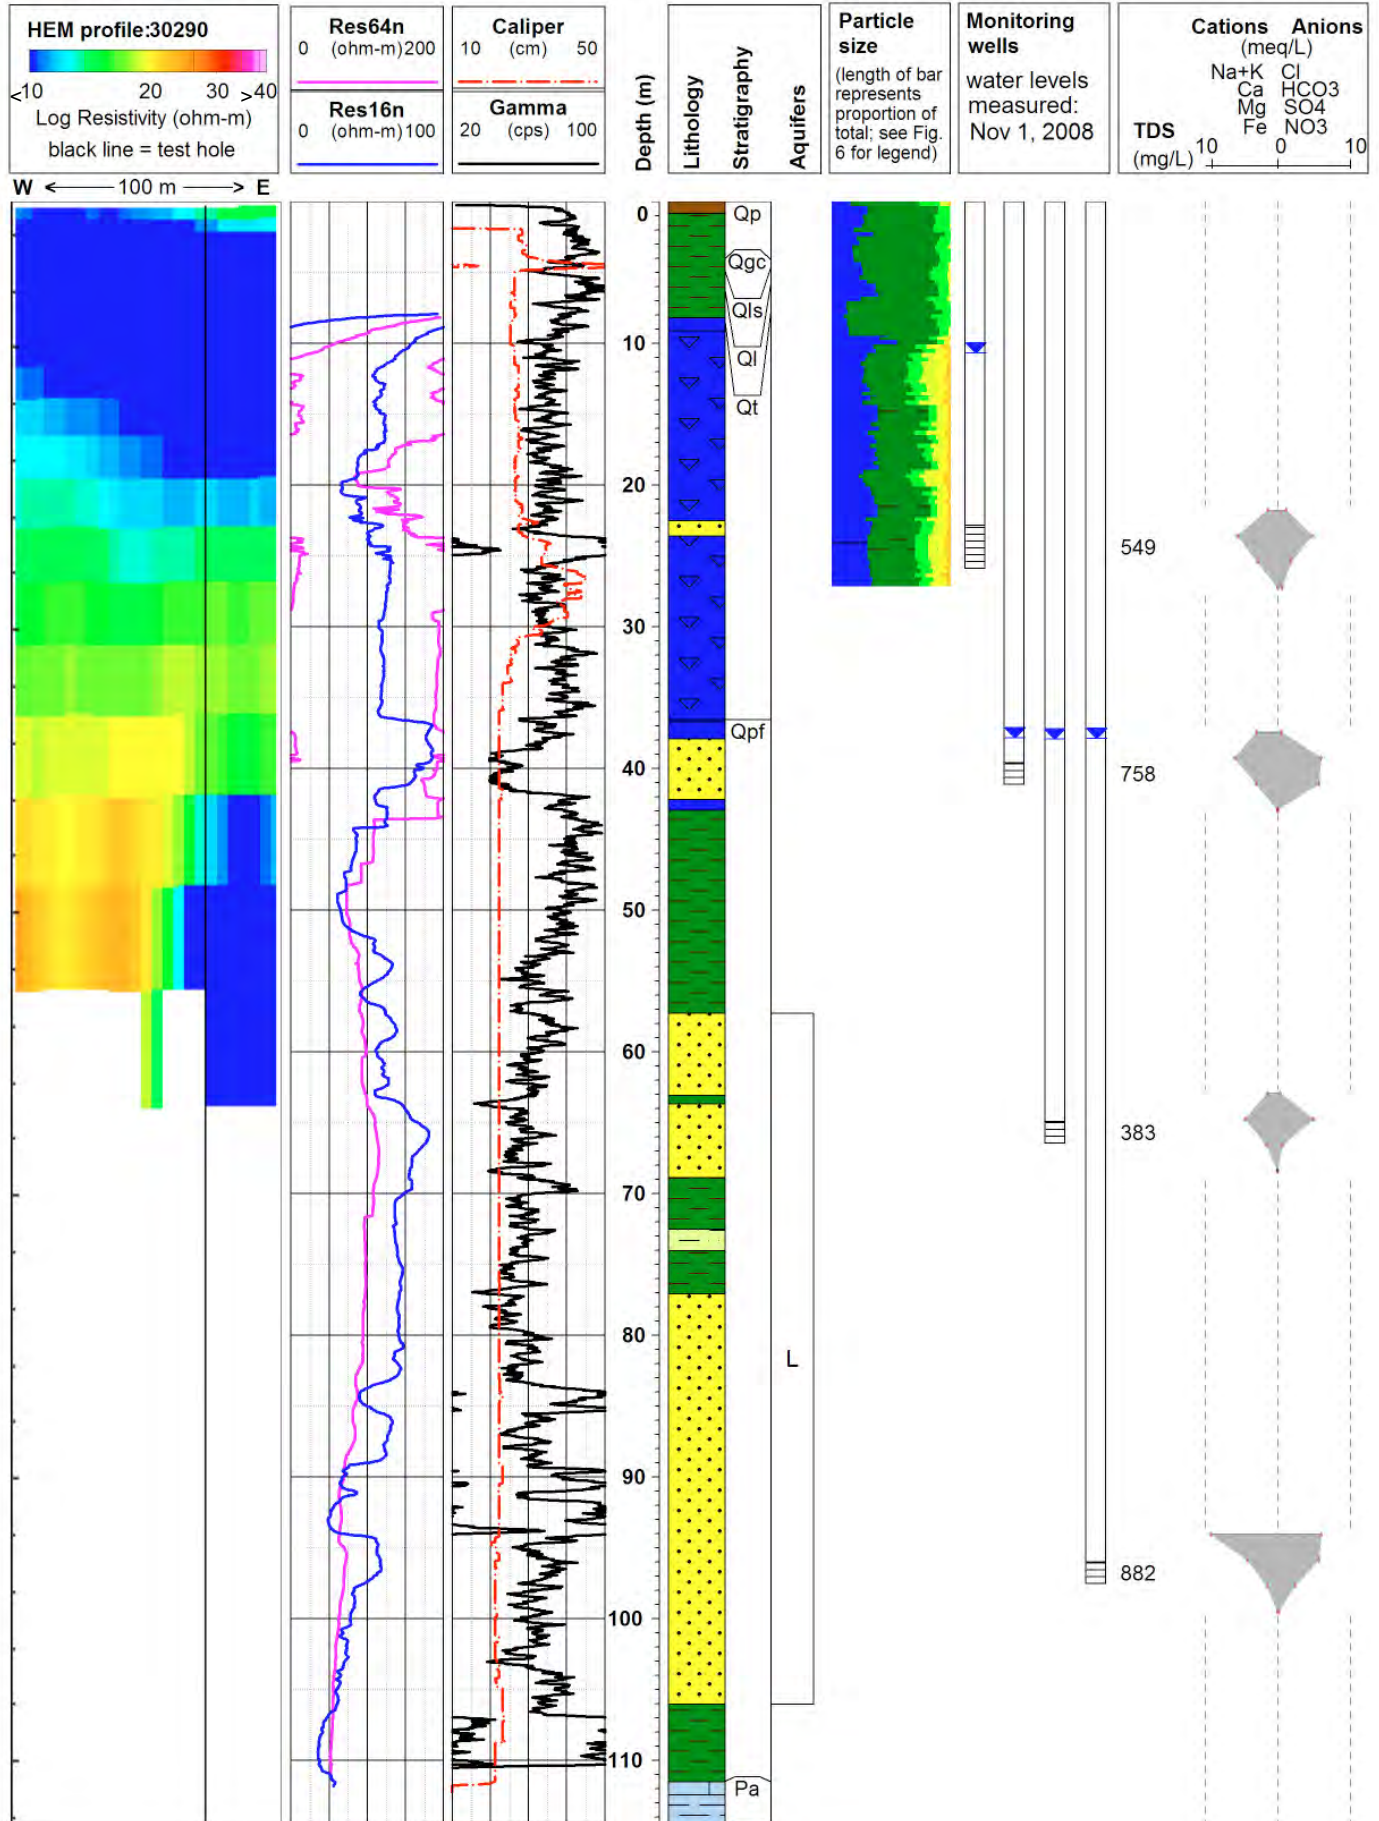 HEM profile:30290
<10 20 30 >40
Log Resistivity (ohm-m)
black line = test hole
W <— 100 m —> E
Res64n
0 (ohm-m) 200
Res16n
0 (ohm-m) 100
Caliper
10 (cm) 50
Gamma
20 (cps) 100
Depth (m)
Lithology
Stratigraphy
Aquifers
Particle
size
(length of bar
represents
proportion of
total; see Fig.
6 for legend)
Monitoring
wells
water levels
measured:
Nov 1, 2008
TDS
(mg/L)
Cations Anions
(meq/L)
Na+K Cl
Ca HCO3
Mg SO4
Fe NO3
10 0 10
0
10
20
30
40
50
60
70
80
90
100
110
Qp
Qgc
Qls
Ql
Qt
Qpf
Pa
L
549
758
383
882